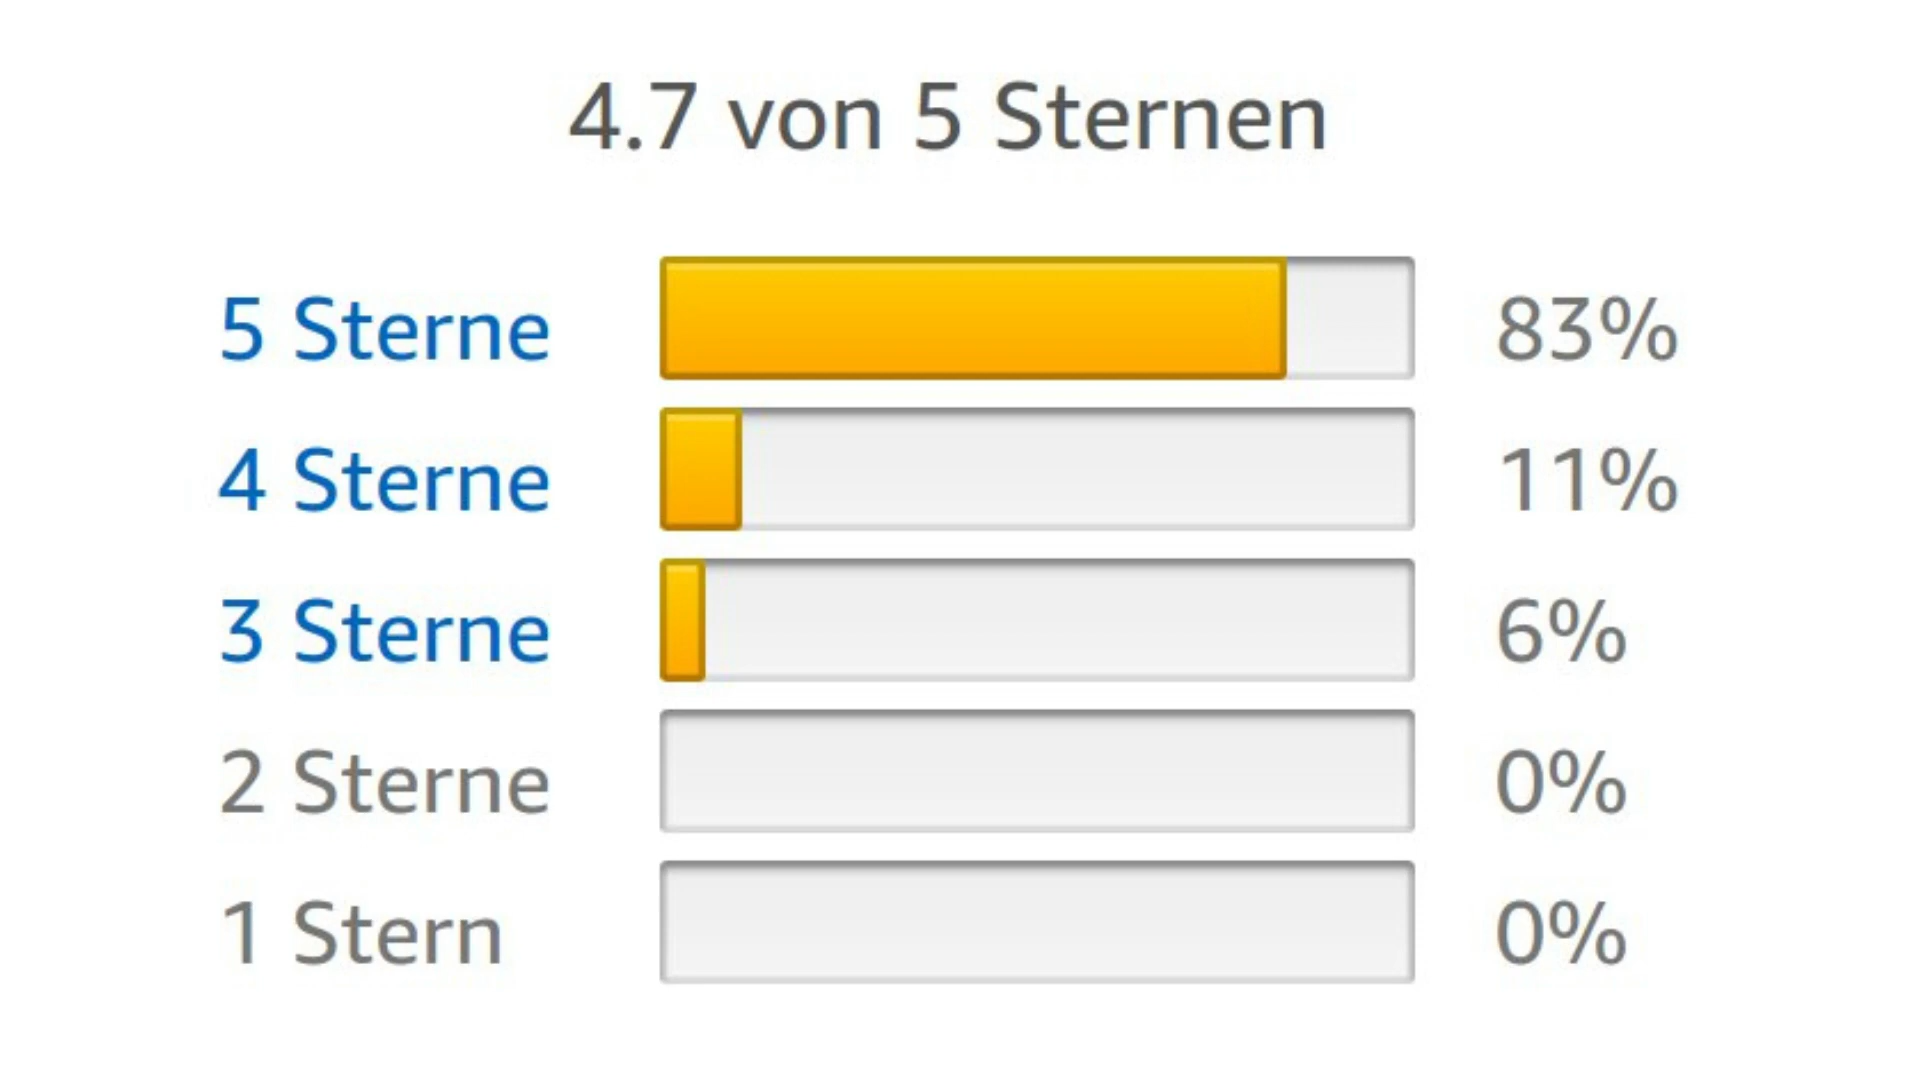 4.7 von 5 Sternen
5 Sterne 83%
4 Sterne 11%
3 Sterne 6%
2 Sterne 0%
1 Stern 0%